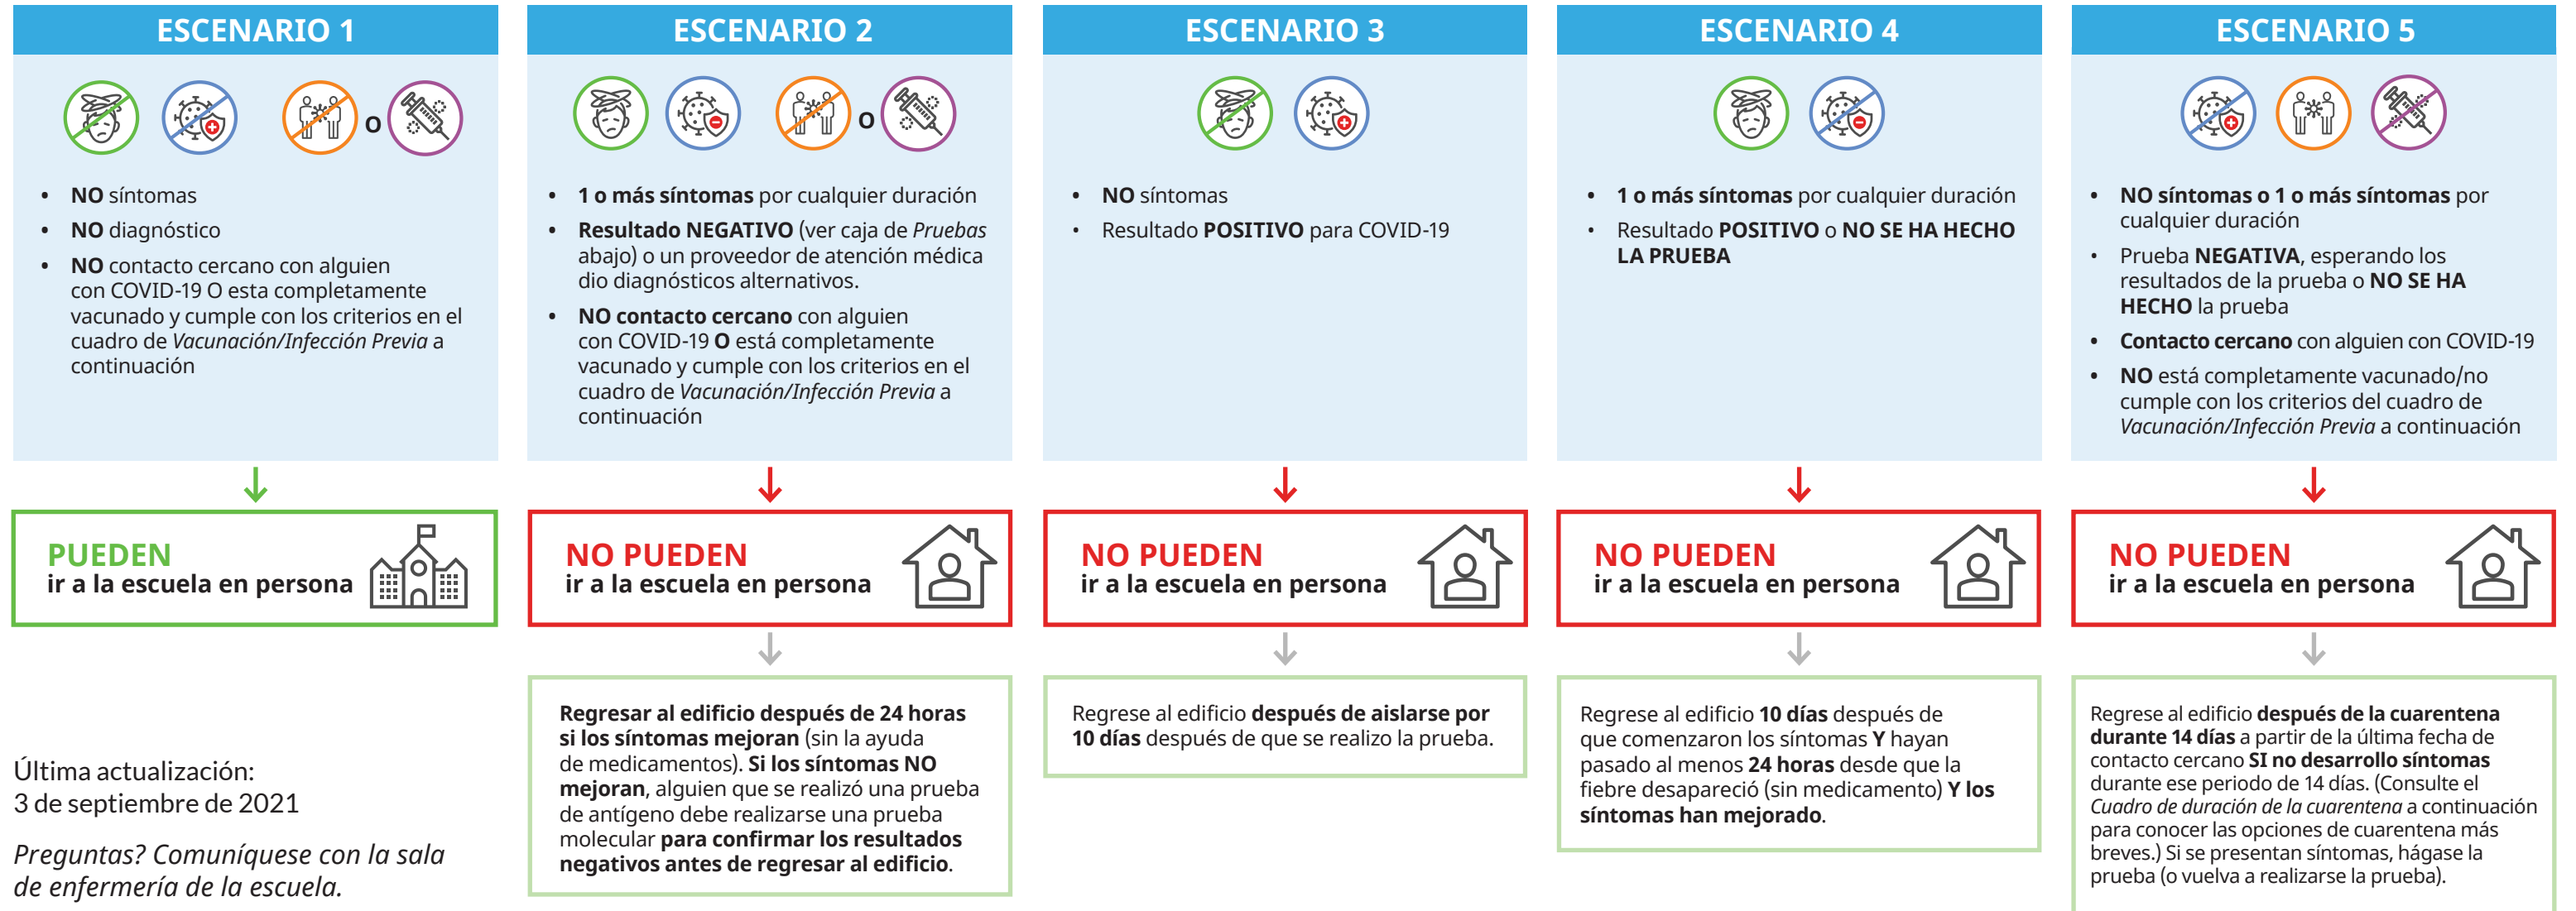 ESCENARIO 1
O
• NO síntomas
• NO diagnóstico
• NO contacto cercano con alguien
con COVID-19 O esta completamente
vacunado y cumple con los criterios en el
cuadro de Vacunación/Infección Previa a
continuación
PUEDEN
ir a la escuela en persona
ESCENARIO 2
O
• 1 o más síntomas por cualquier duración
• Resultado NEGATIVO (ver caja de Pruebas
abajo) o un proveedor de atención médica
dio diagnósticos alternativos.
• NO contacto cercano con alguien
con COVID-19 O está completamente
vacunado y cumple con los criterios en el
cuadro de Vacunación/Infección Previa a
continuación
NO PUEDEN
ir a la escuela en persona
Regresar al edificio después de 24 horas
si los síntomas mejoran (sin la ayuda
de medicamentos). Si los síntomas NO
mejoran, alguien que se realizó una prueba
de antígeno debe realizarse una prueba
molecular para confirmar los resultados
negativos antes de regresar al edificio.
ESCENARIO 3
• NO síntomas
• Resultado POSITIVO para COVID-19
NO PUEDEN
ir a la escuela en persona
Regrese al edificio después de aislarse por
10 días después de que se realizo la prueba.
ESCENARIO 4
• 1 o más síntomas por cualquier duración
• Resultado POSITIVO o NO SE HA HECHO
LA PRUEBA
NO PUEDEN
ir a la escuela en persona
Regrese al edificio 10 días después de
que comenzaron los síntomas Y hayan
pasado al menos 24 horas desde que la
fiebre desapareció (sin medicamento) Y los
síntomas han mejorado.
ESCENARIO 5
• NO síntomas o 1 o más síntomas por
cualquier duración
• Prueba NEGATIVA, esperando los
resultados de la prueba o NO SE HA
HECHO la prueba
• Contacto cercano con alguien con COVID-19
• NO está completamente vacunado/no
cumple con los criterios del cuadro de
Vacunación/Infección Previa a continuación
NO PUEDEN
ir a la escuela en persona
Regrese al edificio después de la cuarentena
durante 14 días a partir de la última fecha de
contacto cercano SI no desarrollo síntomas
durante ese periodo de 14 días. (Consulte el
Cuadro de duración de la cuarentena a continuación
para conocer las opciones de cuarentena más
breves.) Si se presentan síntomas, hágase la
prueba (o vuelva a realizarse la prueba).
Última actualización:
3 de septiembre de 2021
Preguntas? Comuníquese con la sala
de enfermería de la escuela.